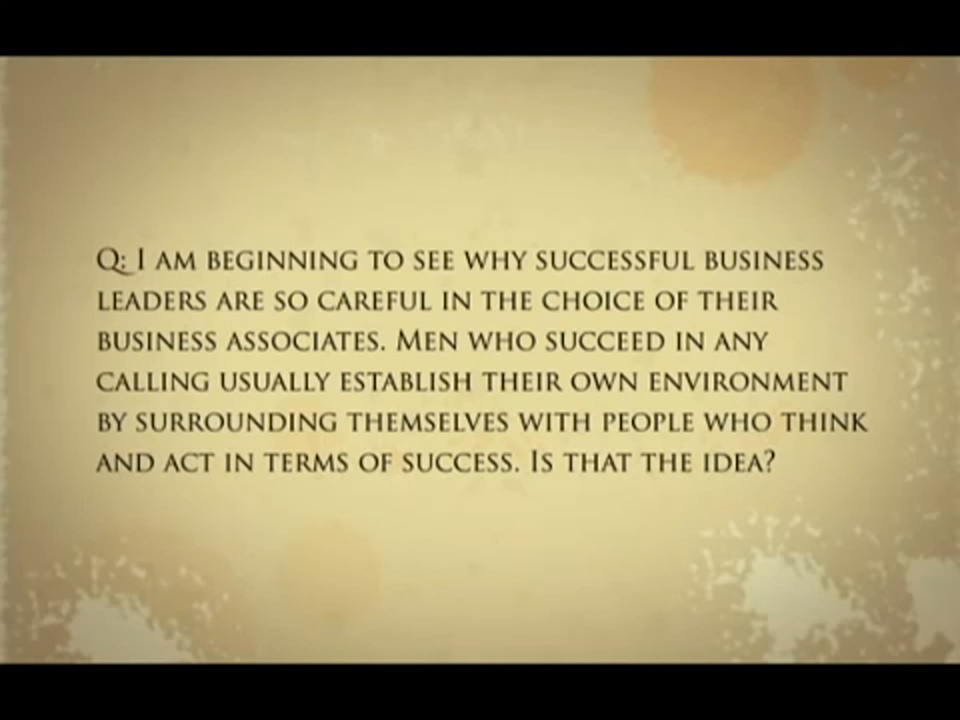 Q: I am beginning to see why successful business
leaders are so careful in the choice of their
business associates. Men who succeed in any
calling usually establish their own environment
by surrounding themselves with people who think
and act in terms of success. Is that the idea?